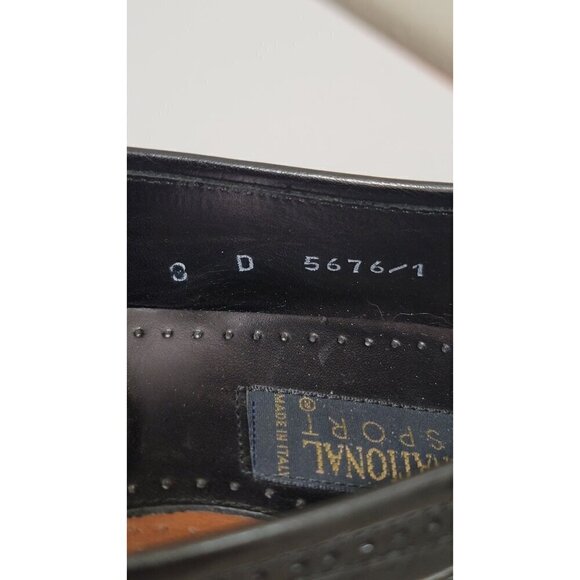 8 D 5676/1
NATIONAL
SPORT
®
MADE IN ITALY